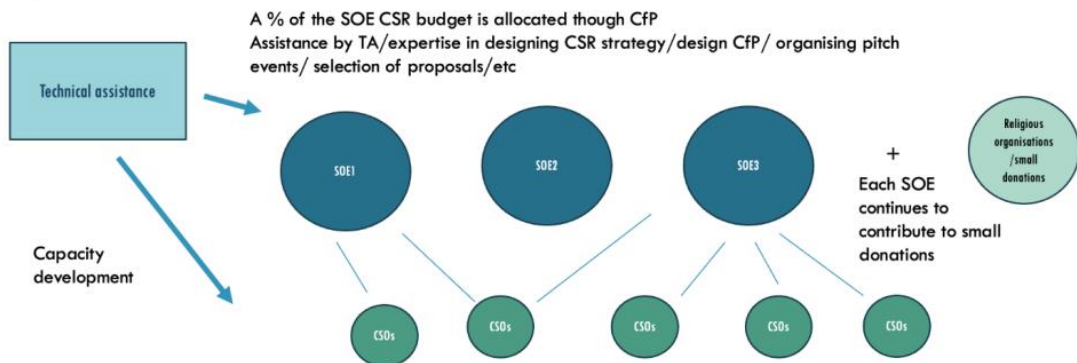 A % of the SOE CSR budget is allocated though CfP
Assistance by TA/expertise in designing CSR strategy/design CfP/ organising pitch
events/ selection of proposals/etc
Technical assistance
SOE1
SOE2
SOE3
+
Each SOE
continues to
contribute to small
donations
Religious
organisations
/small
donations
Capacity
development
CSOs
CSOs
CSOs
CSOs
CSOs